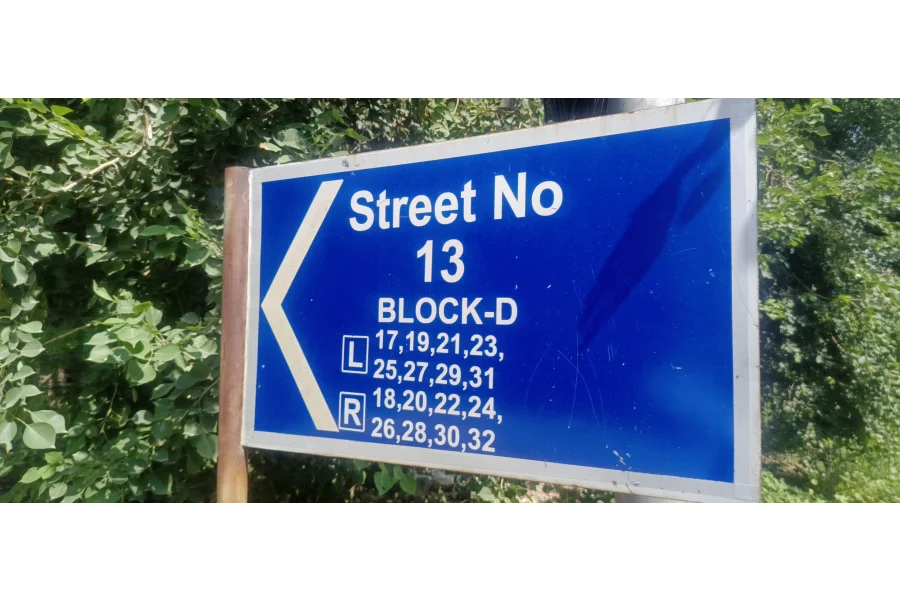 Street No
13
BLOCK-D
L 17,19,21,23,
25,27,29,31
R 18,20,22,24,
26,28,30,32